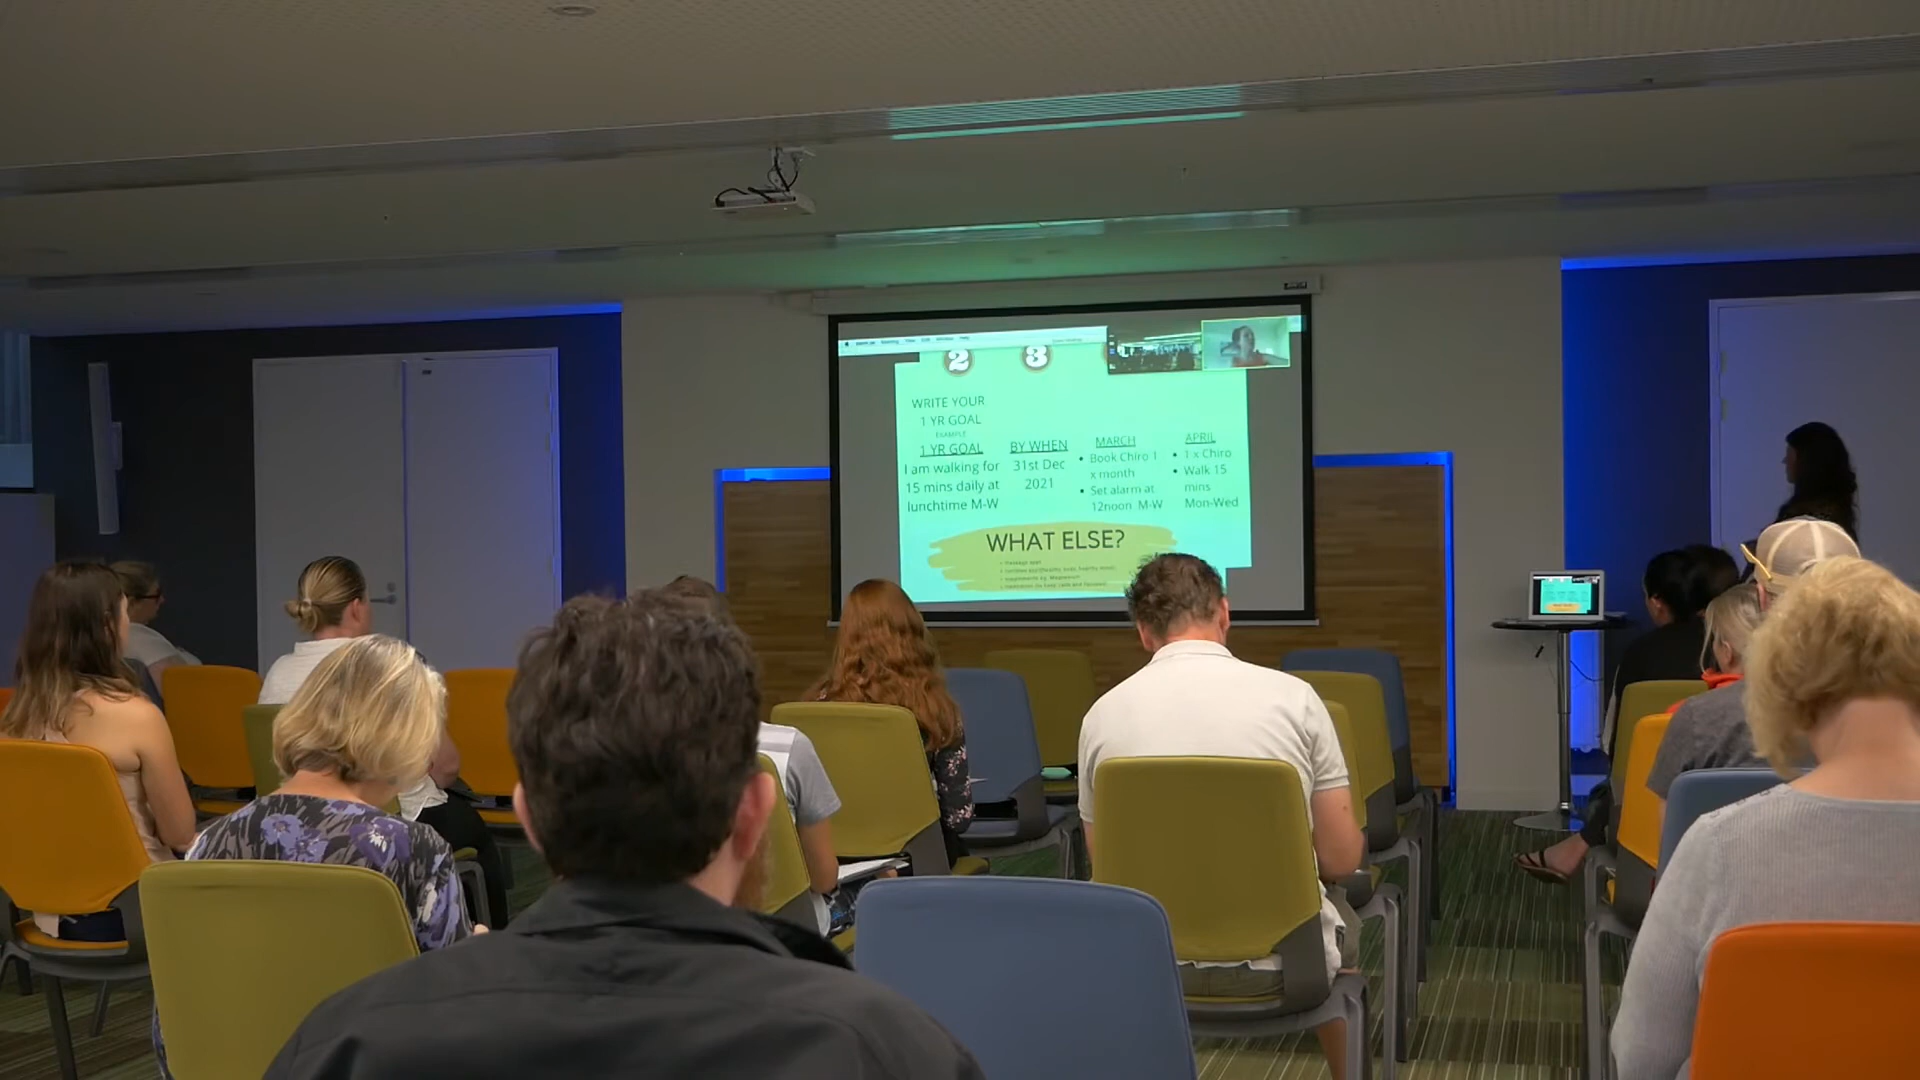 2
3
WRITE YOUR
1 YR GOAL
EXAMPLE
1 YR GOAL
I am walking for
15 mins daily at
lunchtime M-W
BY WHEN
31st Dec
2021
MARCH
• Book Chiro 1
x month
• Set alarm at
12noon M-W
APRIL
• 1 x Chiro
• Walk 15
mins
Mon-Wed
WHAT ELSE?
• massage